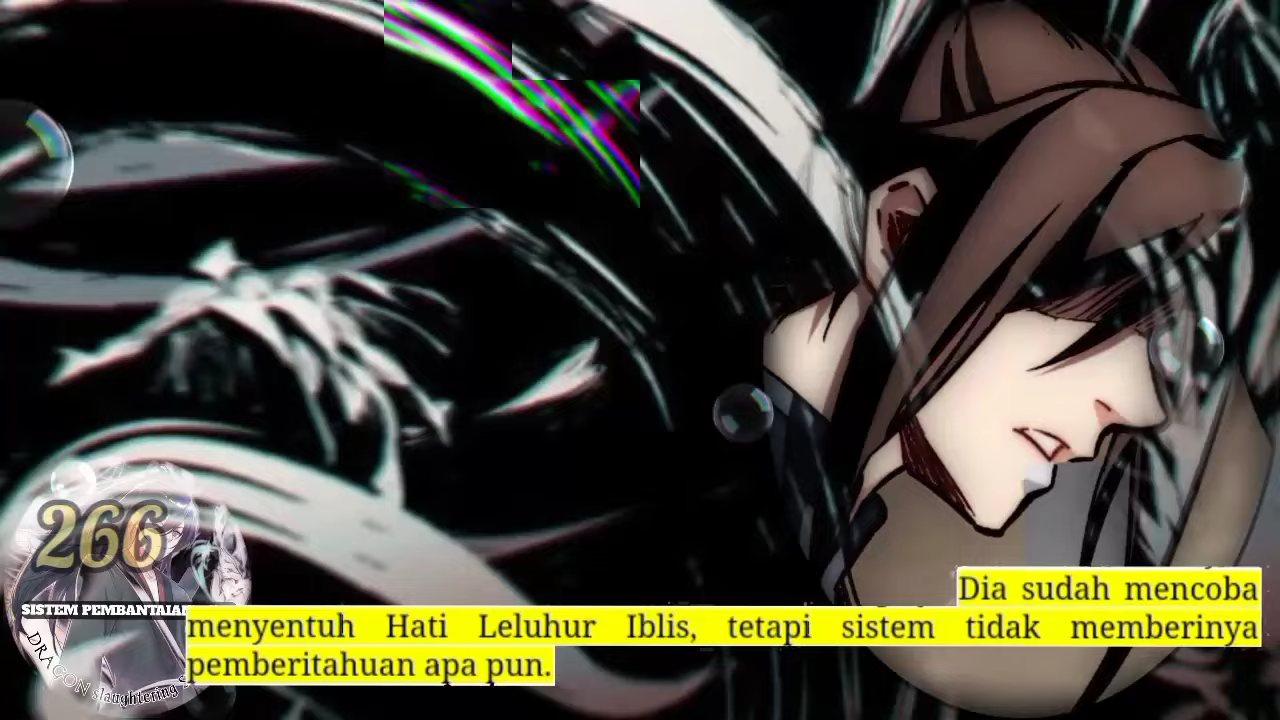 266
SISTEM PEMBANTAIAN
DRAGON slaughtering S
Dia sudah mencoba
menyentuh Hati Leluhur Iblis, tetapi sistem tidak memberinya
pemberitahuan apa pun.